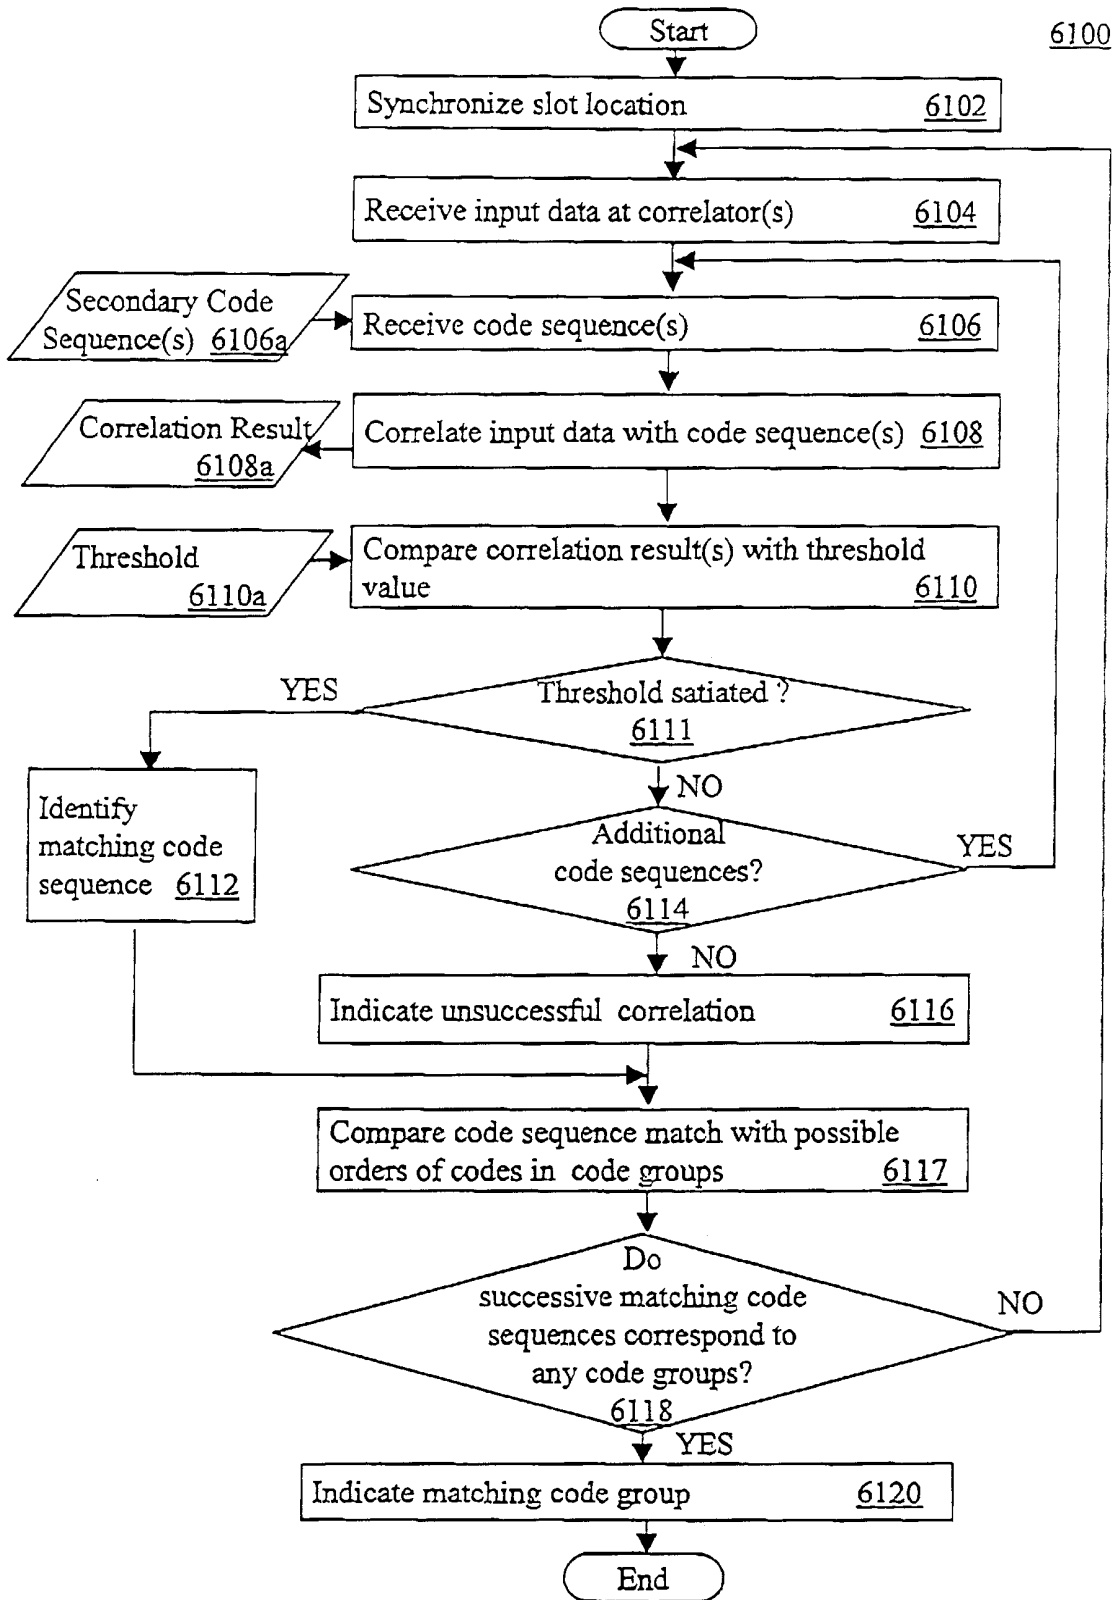 Start
6100
Synchronize slot location 6102
Receive input data at correlator(s) 6104
Secondary Code
Sequence(s) 6106a
Receive code sequence(s) 6106
Correlation Result
6108a
Correlate input data with code sequence(s) 6108
Threshold
6110a
Compare correlation result(s) with threshold
value 6110
YES
Threshold satiated ?
6111
NO
Identify
matching code
sequence 6112
Additional
code sequences?
6114
YES
NO
Indicate unsuccessful correlation 6116
Compare code sequence match with possible
orders of codes in code groups 6117
Do
successive matching code
sequences correspond to
any code groups?
6118
NO
YES
Indicate matching code group 6120
End